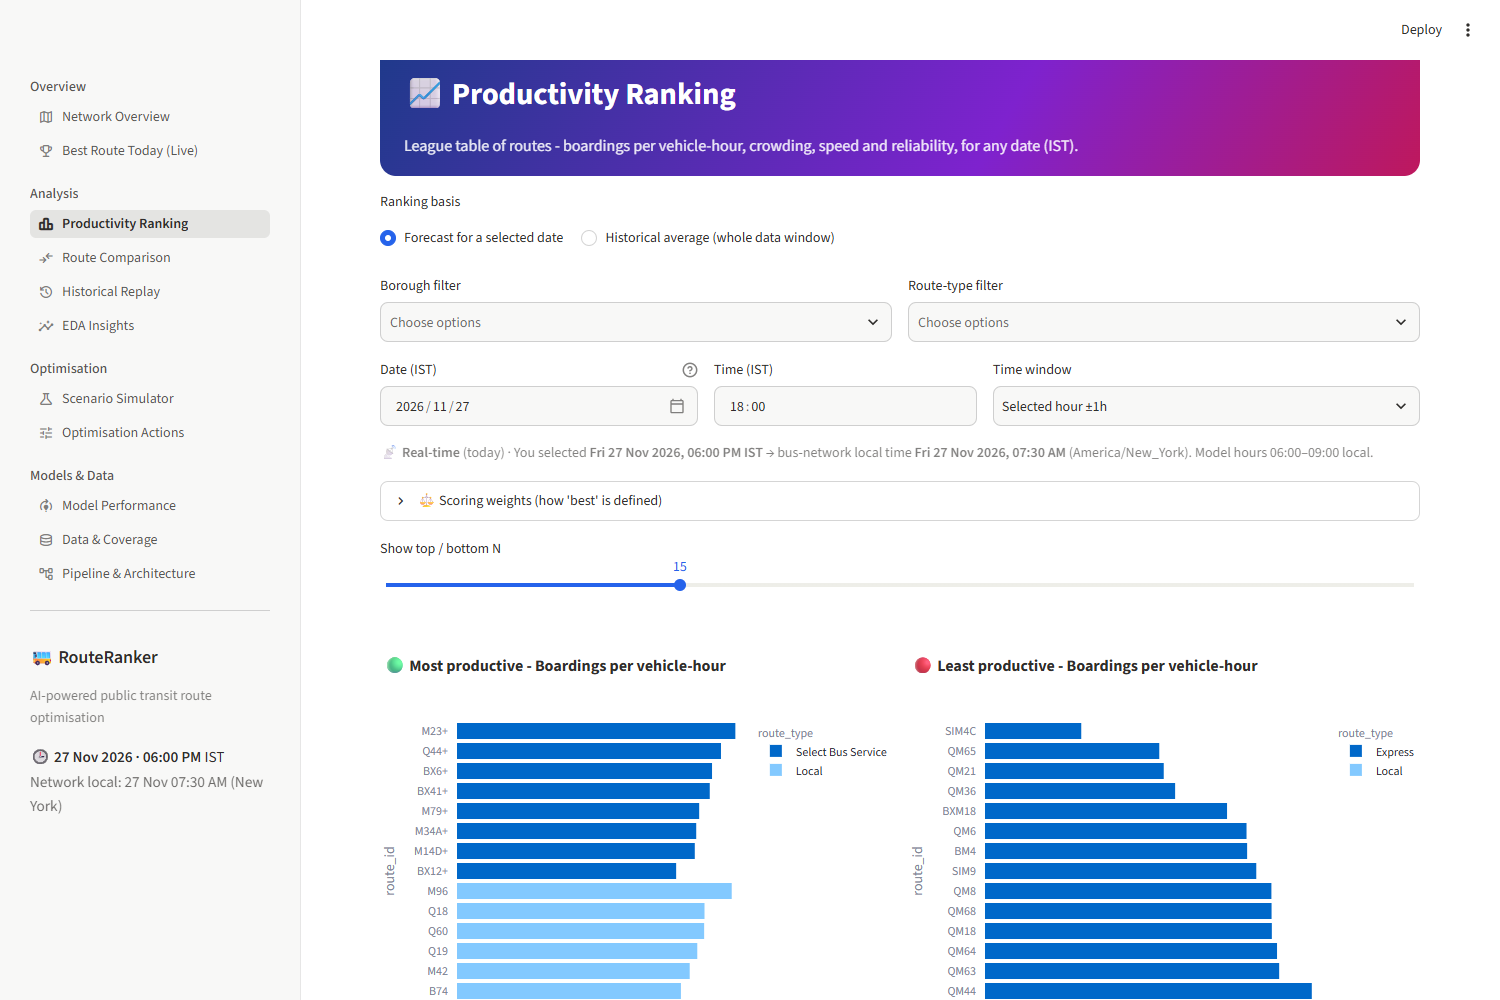 Deploy
Overview
Network Overview
Best Route Today (Live)
Analysis
Productivity Ranking
Route Comparison
Historical Replay
EDA Insights
Optimisation
Scenario Simulator
Optimisation Actions
Models & Data
Model Performance
Data & Coverage
Pipeline & Architecture
RouteRanker
AI-powered public transit route
optimisation
27 Nov 2026 · 06:00 PM IST
Network local: 27 Nov 07:30 AM (New
York)
Productivity Ranking
League table of routes - boardings per vehicle-hour, crowding, speed and reliability, for any date (IST).
Ranking basis
Forecast for a selected date
Historical average (whole data window)
Borough filter
Route-type filter
Choose options
Choose options
Date (IST)
Time (IST)
Time window
2026/11/27
18:00
Selected hour ±1h
Real-time (today) · You selected Fri 27 Nov 2026, 06:00 PM IST → bus-network local time Fri 27 Nov 2026, 07:30 AM (America/New_York). Model hours 06:00–09:00 local.
Scoring weights (how 'best' is defined)
Show top / bottom N
15
Most productive - Boardings per vehicle-hour
route_id
M23+
Q44+
BX6+
BX41+
M79+
M34A+
M14D+
BX12+
M96
Q18
Q60
Q19
M42
B74
route_type
Select Bus Service
Local
Least productive - Boardings per vehicle-hour
route_id
SIM4C
QM65
QM21
QM36
BXM18
QM6
BM4
SIM9
QM8
QM68
QM18
QM64
QM63
QM44
route_type
Express
Local